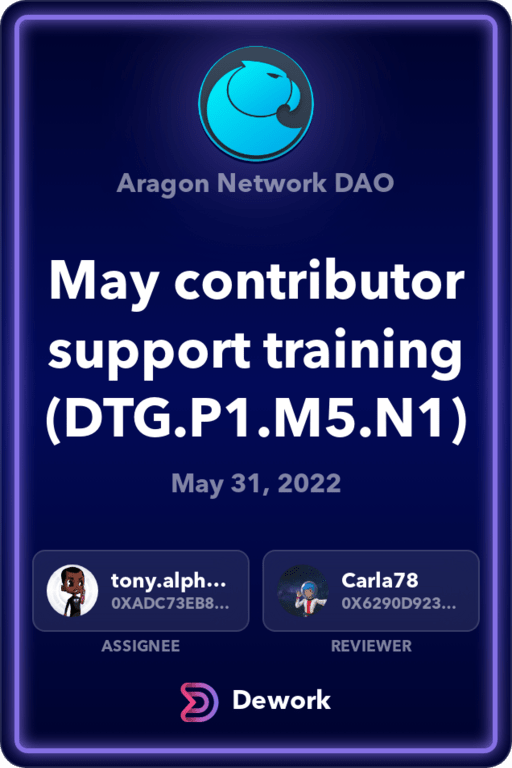 Aragon Network DAO
May contributor
support training
(DTG.P1.M5.N1)
May 31, 2022
tony.alph...
0XADC73EB8...
ASSIGNEE
Carla78
0X6290D923...
REVIEWER
Dework